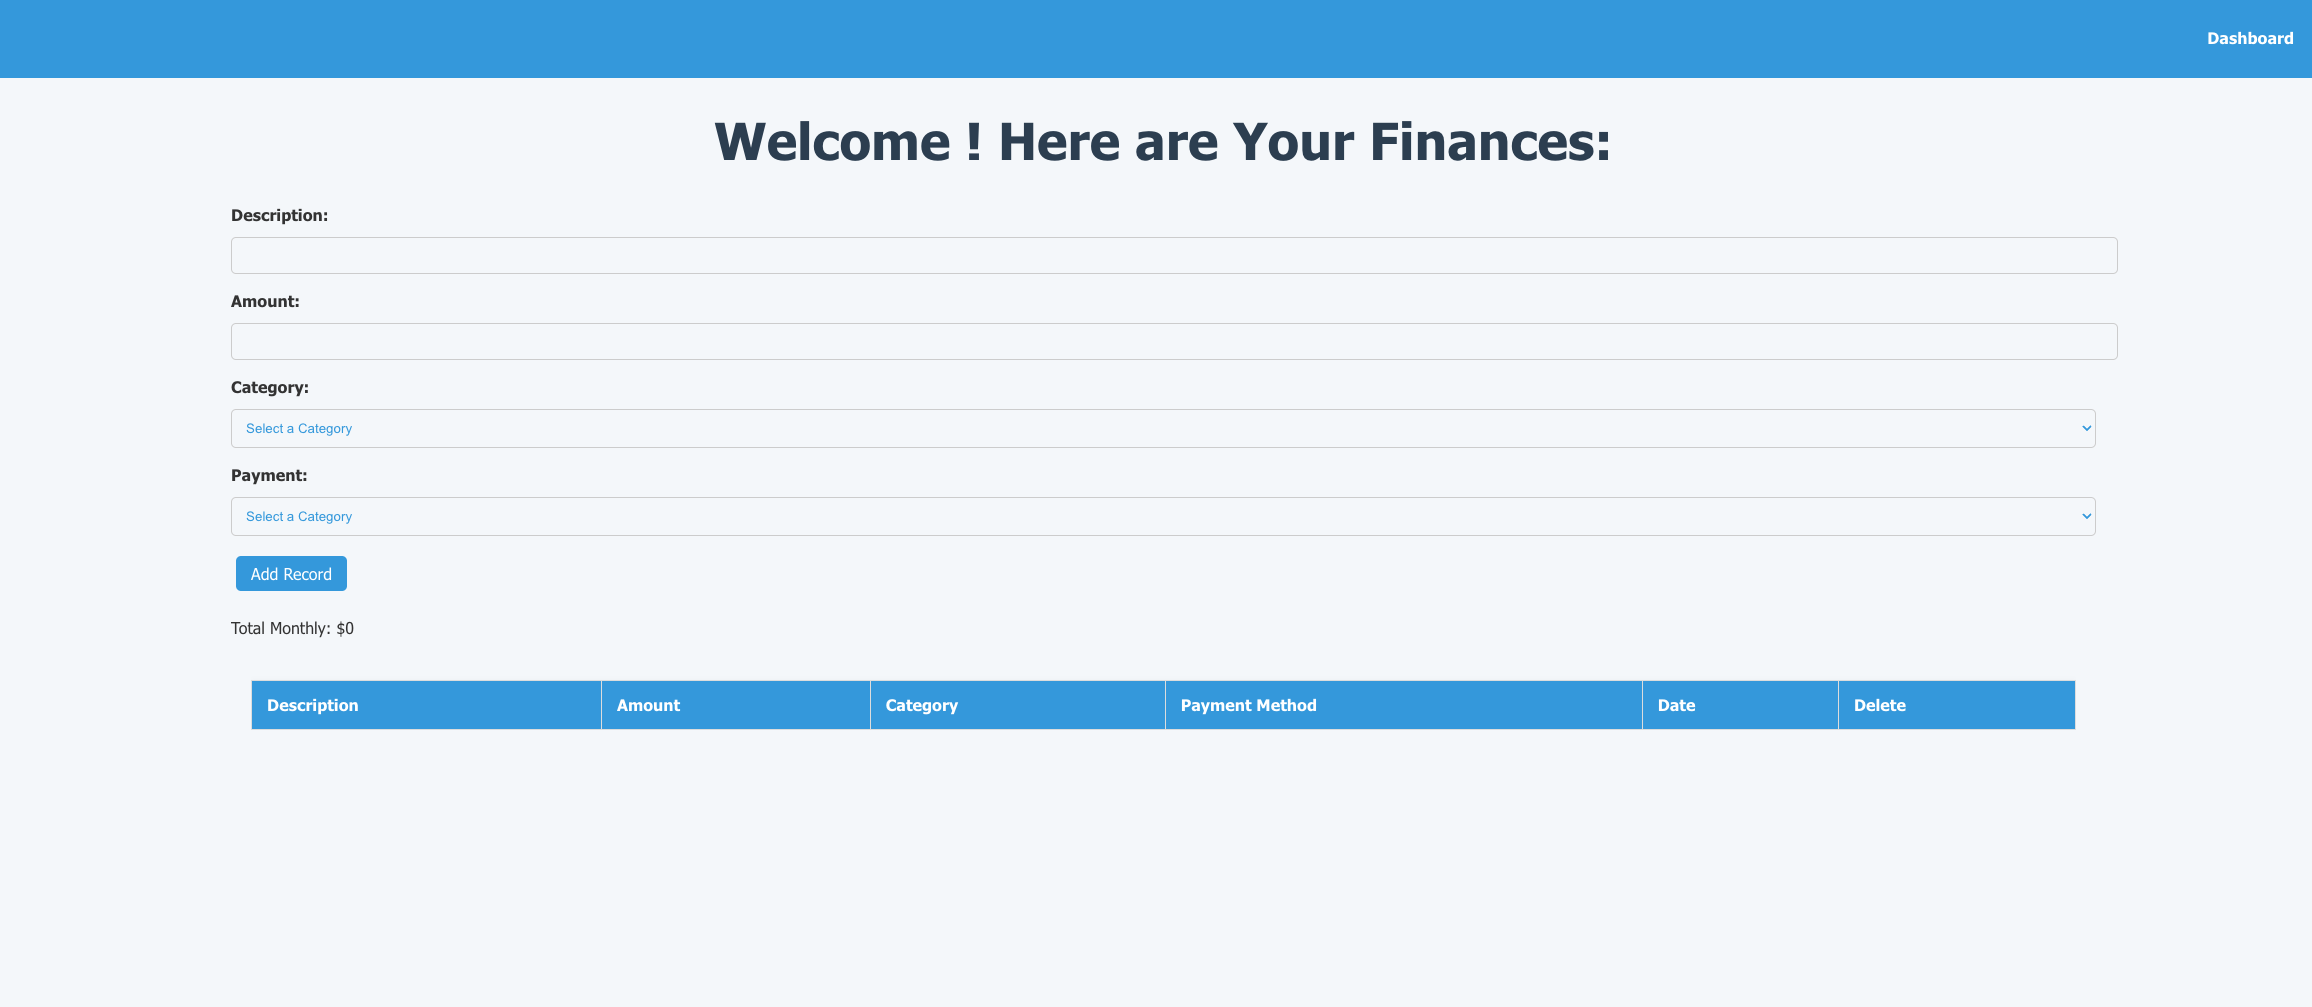 Dashboard
Welcome ! Here are Your Finances:
Description:
Amount:
Category:
Select a Category
Payment:
Select a Category
Add Record
Total Monthly: $0
Description Amount Category Payment Method Date Delete